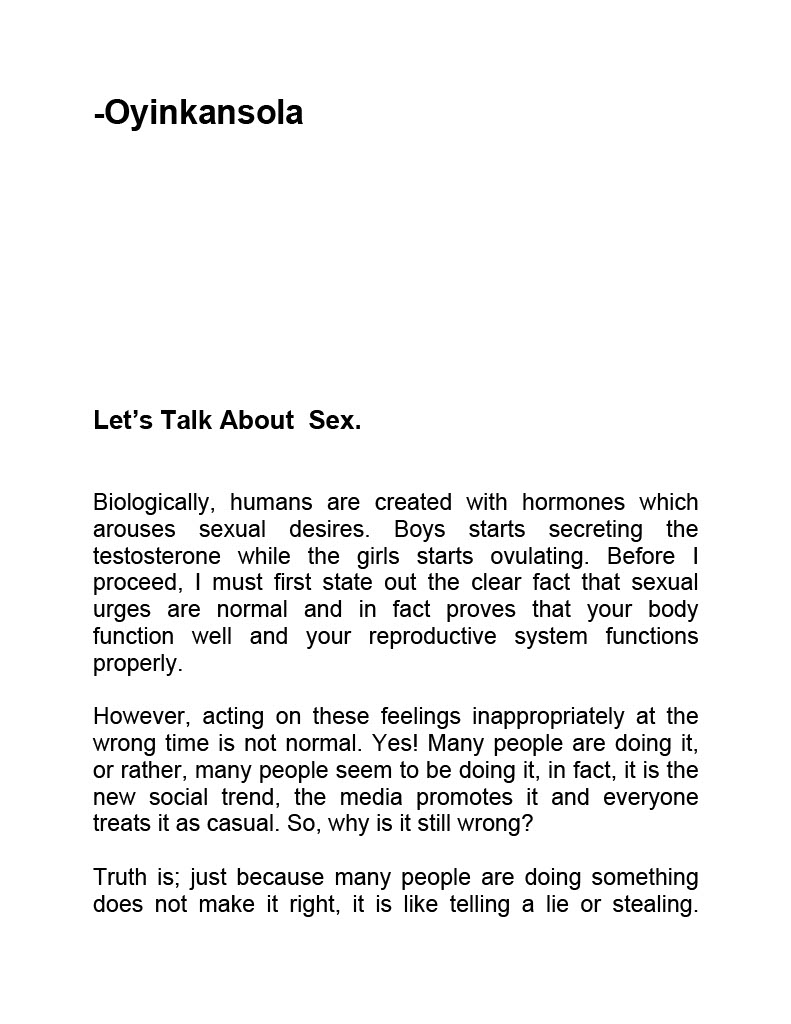 -Oyinkansola
Let’s Talk About  Sex.
Biologically, humans are created with hormones which
arouses sexual desires. Boys starts secreting the
testosterone while the girls starts ovulating. Before I
proceed, I must first state out the clear fact that sexual
urges are normal and in fact proves that your body
function well and your reproductive system functions
properly.
However, acting on these feelings inappropriately at the
wrong time is not normal. Yes! Many people are doing it,
or rather, many people seem to be doing it, in fact, it is the
new social trend, the media promotes it and everyone
treats it as casual. So, why is it still wrong?
Truth is; just because many people are doing something
does not make it right, it is like telling a lie or stealing.